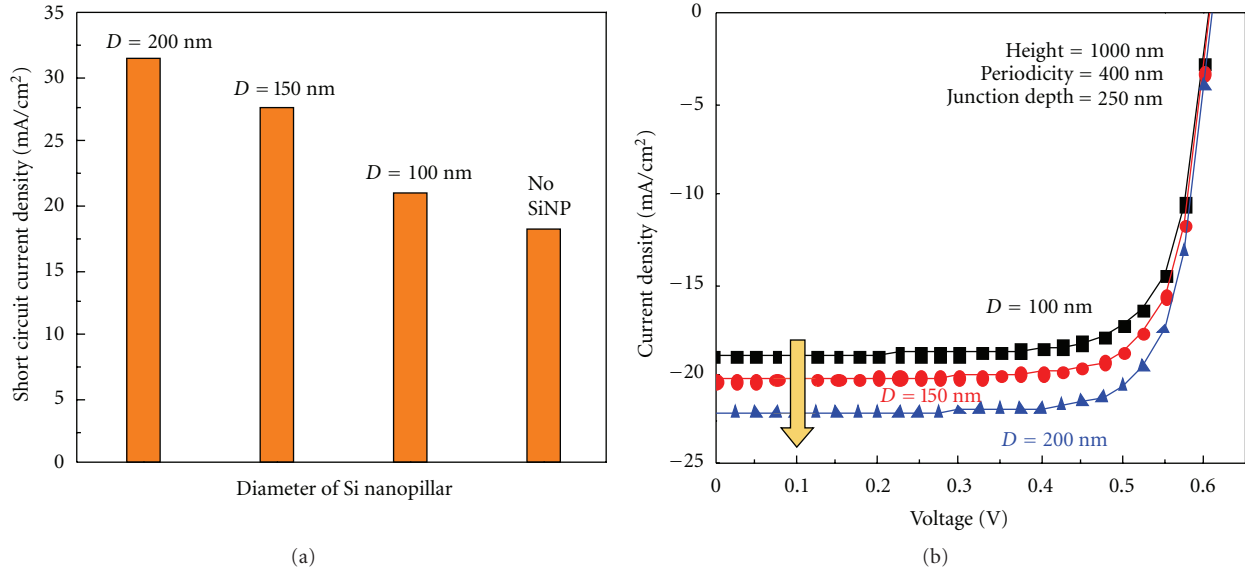 Short circuit current density (mA/cm²)
35
30
25
20
15
10
5
0
D = 200 nm
D = 150 nm
D = 100 nm
No
SiNP
Diameter of Si nanopillar
(a)
Current density (mA/cm²)
0
−5
−10
−15
−20
−25
Height = 1000 nm
Periodicity = 400 nm
Junction depth = 250 nm
D = 100 nm
D = 150 nm
D = 200 nm
0 0.1 0.2 0.3 0.4 0.5 0.6
Voltage (V)
(b)